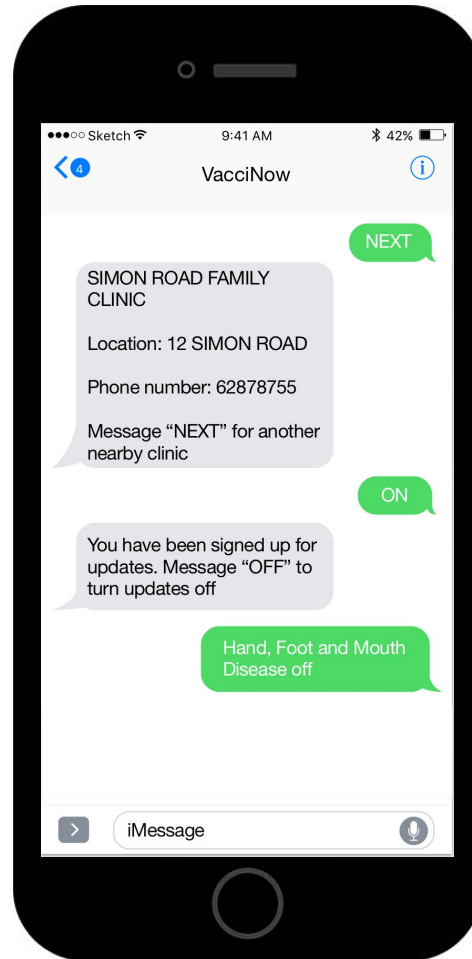 ●●●○○ Sketch 9:41 AM 42%
4 VacciNow i
NEXT
SIMON ROAD FAMILY
CLINIC
Location: 12 SIMON ROAD
Phone number: 62878755
Message “NEXT” for another
nearby clinic
ON
You have been signed up for
updates. Message “OFF” to
turn updates off
Hand, Foot and Mouth
Disease off
iMessage